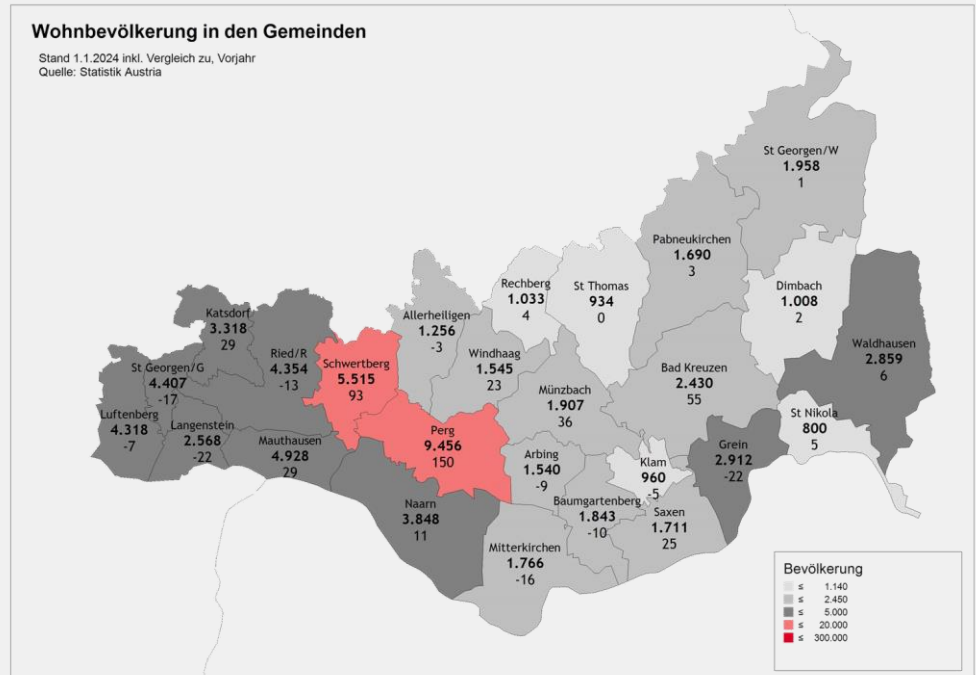 Wohnbevölkerung in den Gemeinden
Stand 1.1.2024 inkl. Vergleich zu, Vorjahr
Quelle: Statistik Austria
St Georgen/W
1.958
1
Pabneukirchen
1.690
3
Rechberg
1.033
4
St Thomas
934
0
Dimbach
1.008
2
Katsdorf
3.318
29
Allerheiligen
1.256
-3
Waldhausen
2.859
6
Ried/R
4.354
-13
Schwertberg
5.515
93
Windhaag
1.545
23
Bad Kreuzen
2.430
55
St Georgen/G
4.407
-17
Münzbach
1.907
36
Luftenberg
4.318
-7
Langenstein
2.568
-22
Mauthausen
4.928
29
St Nikola
800
5
Perg
9.456
150
Grein
2.912
-22
Arbing
1.540
-9
Klam
960
-5
Naarn
3.848
11
Baumgartenberg
1.843
-10
Saxen
1.711
25
Mitterkirchen
1.766
-16
Bevölkerung
≤ 1.140
≤ 2.450
≤ 5.000
≤ 20.000
≤ 300.000